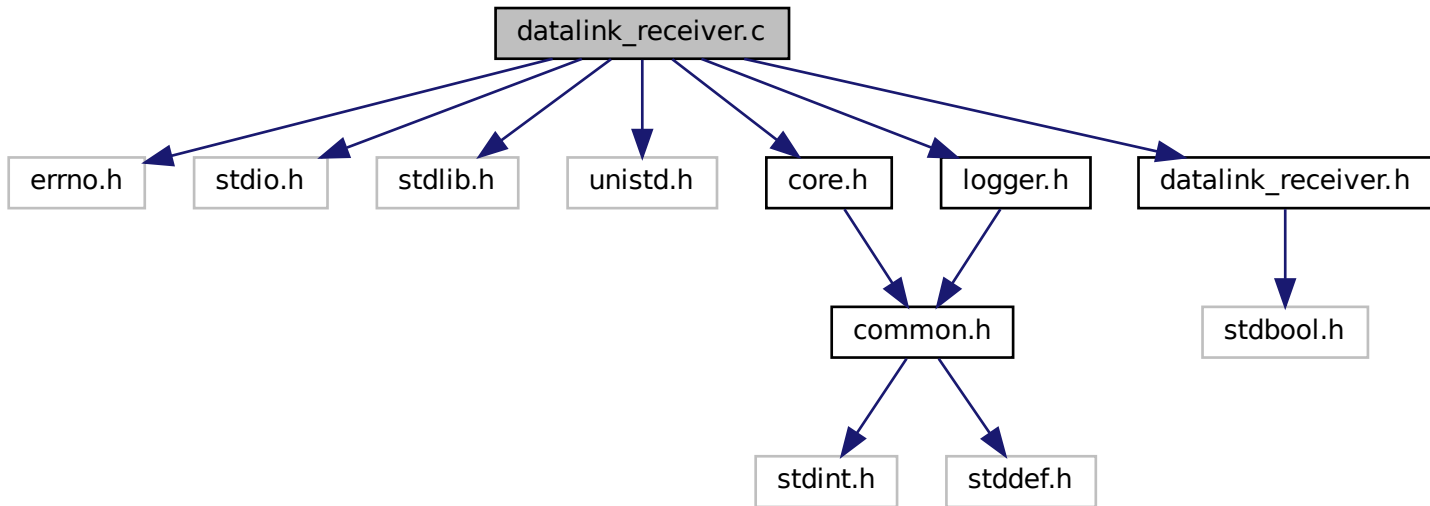 datalink_receiver.c
errno.h
stdio.h
stdlib.h
unistd.h
core.h
logger.h
datalink_receiver.h
common.h
stdbool.h
stdint.h
stddef.h